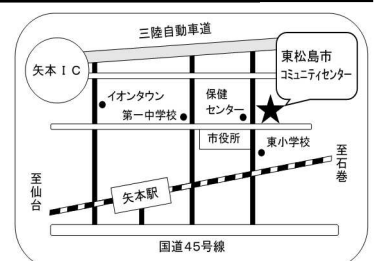 三陸自動車道
矢本IC
東松島市
コミュニティセンター
イオンタウン
第一中学校
保健
センター
市役所
東小学校
至仙台
矢本駅
至石巻
国道45号線